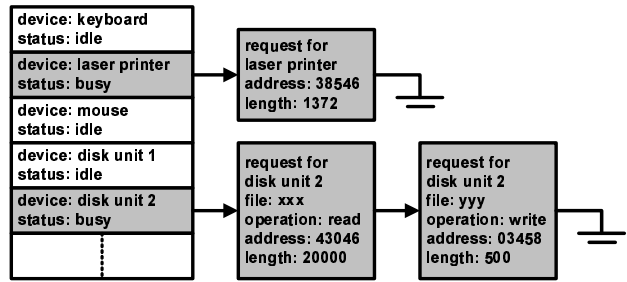 device: keyboard
status: idle
device: laser printer
status: busy
device: mouse
status: idle
device: disk unit 1
status: idle
device: disk unit 2
status: busy
request for
laser printer
address: 38546
length: 1372
request for
disk unit 2
file: xxx
operation: read
address: 43046
length: 20000
request for
disk unit 2
file: yyy
operation: write
address: 03458
length: 500